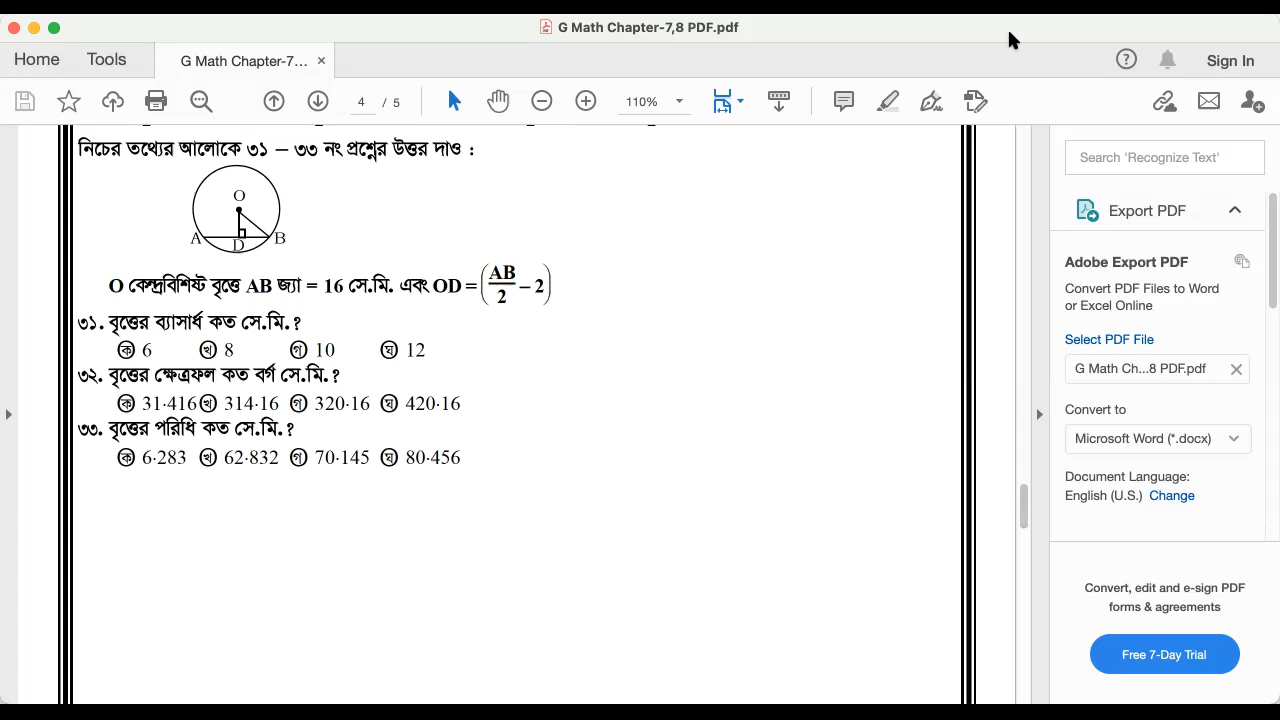 G Math Chapter-7,8 PDF.pdf
Home Tools G Math Chapter-7... × ? Sign In
4 / 5 110%
নিচের তথ্যের আলোকে ৩১ – ৩৩ নং প্রশ্নের উত্তর দাও :
O
A D B
O কেন্দ্রবিশিষ্ট বৃত্তে AB জ্যা = 16 সে.মি. এবং OD = (AB/2 – 2)
৩১. বৃত্তের ব্যাসার্ধ কত সে.মি.?
ক 6 খ 8 গ 10 ঘ 12
৩২. বৃত্তের ক্ষেত্রফল কত বর্গ সে.মি.?
ক 31·416 খ 314·16 গ 320·16 ঘ 420·16
৩৩. বৃত্তের পরিধি কত সে.মি.?
ক 6·283 খ 62·832 গ 70·145 ঘ 80·456
Search 'Recognize Text'
Export PDF
Adobe Export PDF
Convert PDF Files to Word
or Excel Online
Select PDF File
G Math Ch...8 PDF.pdf
Convert to
Microsoft Word (*.docx)
Document Language:
English (U.S.) Change
Convert, edit and e-sign PDF
forms & agreements
Free 7-Day Trial